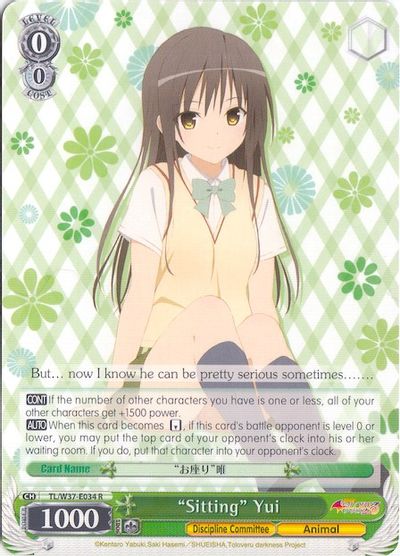 LEVEL
0
0
COST
But… now I know he can be pretty serious sometimes…….
CONT If the number of other characters you have is one or less, all of
your other characters get +1500 power.
AUTO When this card becomes [ ], if this card's battle opponent is level 0
or lower, you may put the top card of your opponent's clock into his or her
waiting room. If you do, put that character into your opponent's clock.
Card Name
“お座り”唯
CH
TL/W37-E034 R
POWER
1000
SOUL
“Sitting” Yui
Discipline Committee
Animal
©Kentaro Yabuki,Saki Hasemi／SHUEISHA,Toloveru darkness Project